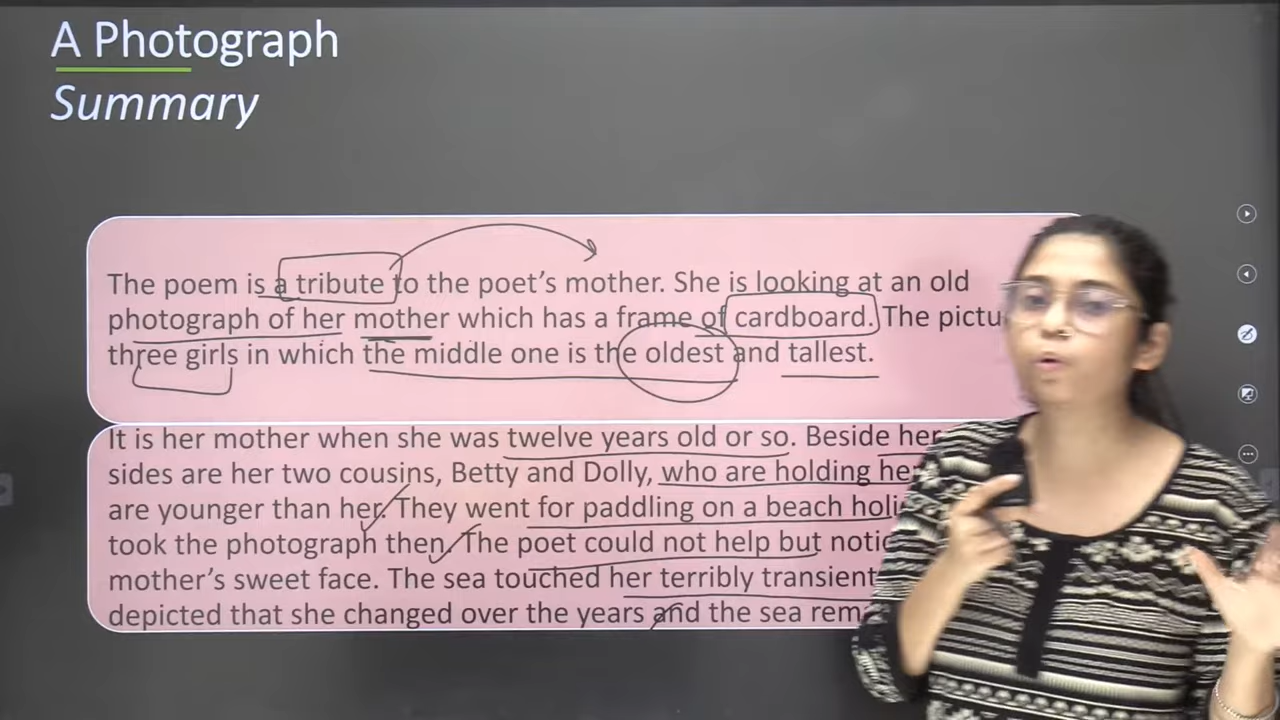 A Photograph
Summary
The poem is a tribute to the poet's mother. She is looking at an old
photograph of her mother which has a frame of cardboard. The
three girls in which the middle one is the oldest and tallest.
It is her mother when she was twelve years old or so. Beside her
sides are her two cousins, Betty and Dolly, who are holding
are younger than her. They went for paddling on a beach
took the photograph then. The poet could not help but
mother's sweet face. The sea touched her terribly transient
depicted that she changed over the years and the sea